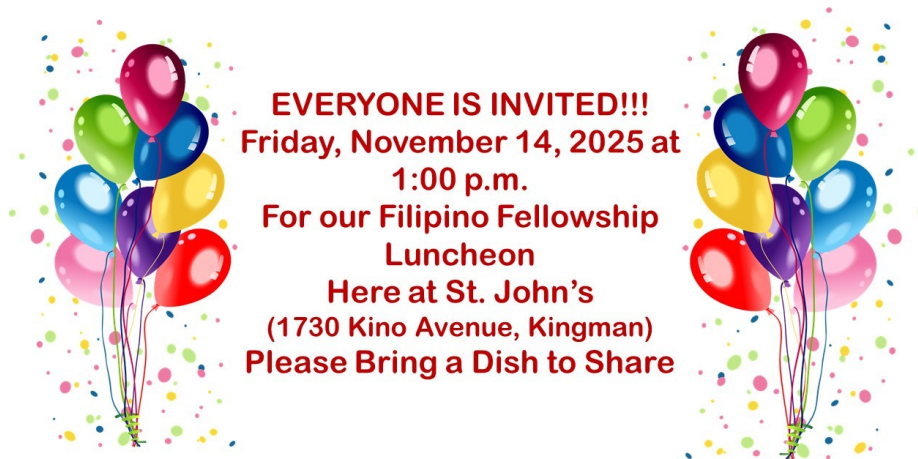 EVERYONE IS INVITED!!!
Friday, November 14, 2025 at
1:00 p.m.
For our Filipino Fellowship
Luncheon
Here at St. John’s
(1730 Kino Avenue, Kingman)
Please Bring a Dish to Share